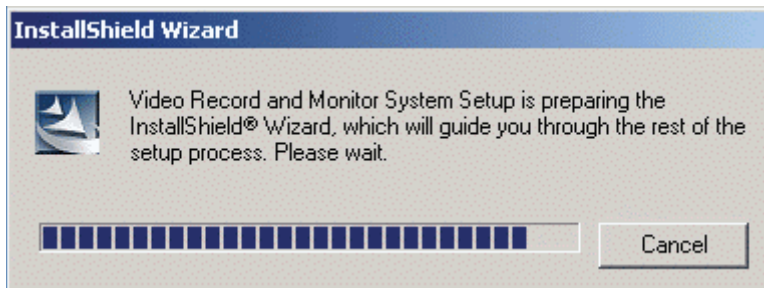 InstallShield Wizard
Video Record and Monitor System Setup is preparing the
InstallShield® Wizard, which will guide you through the rest of the
setup process. Please wait.
Cancel